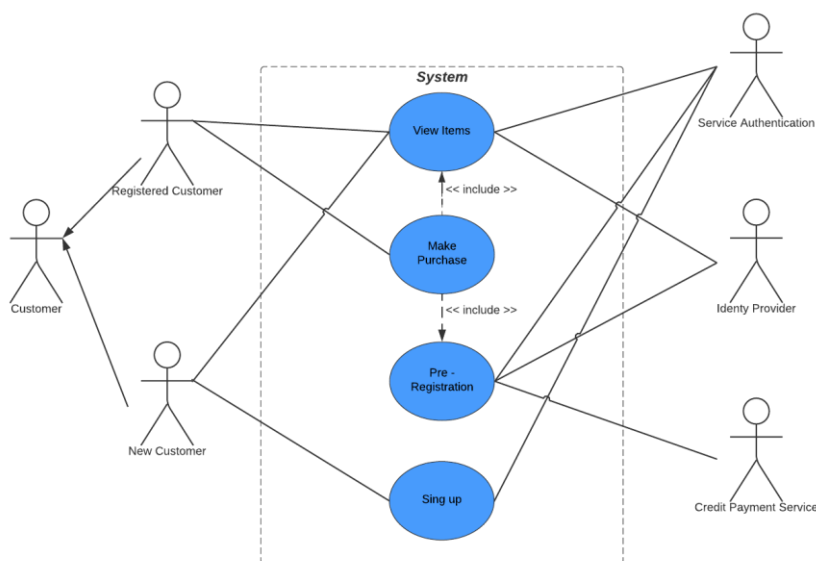 System
View Items
Service Authentication
Registered Customer
<< include >>
Make
Purchase
Customer
Identy Provider
<< include >>
Pre -
Registration
New Customer
Sing up
Credit Payment Service